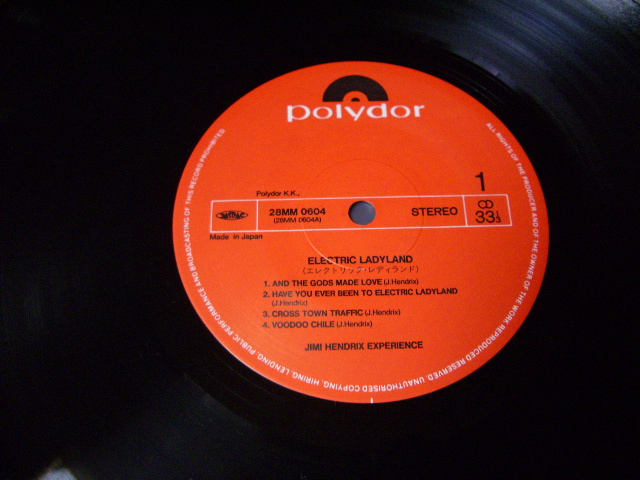 polydor
Polydor K.K.,
1
28MM 0604
(28MM 0604A)
STEREO
33⅓
Made in Japan
ELECTRIC LADYLAND
(エレクトリック・レディランド)
1. AND THE GODS MADE LOVE (J.Hendrix)
2. HAVE YOU EVER BEEN TO ELECTRIC LADYLAND
(J.Hendrix)
3. CROSS TOWN TRAFFIC (J.Hendrix)
4. VOODOO CHILE (J.Hendrix)
JIMI HENDRIX EXPERIENCE
ALL RIGHTS OF THE PRODUCER AND OF THE OWNER OF THE WORK REPRODUCED RESERVED. UNAUTHORISED COPYING, HIRING, LENDING, PUBLIC PERFORMANCE AND BROADCASTING OF THIS RECORD PROHIBITED